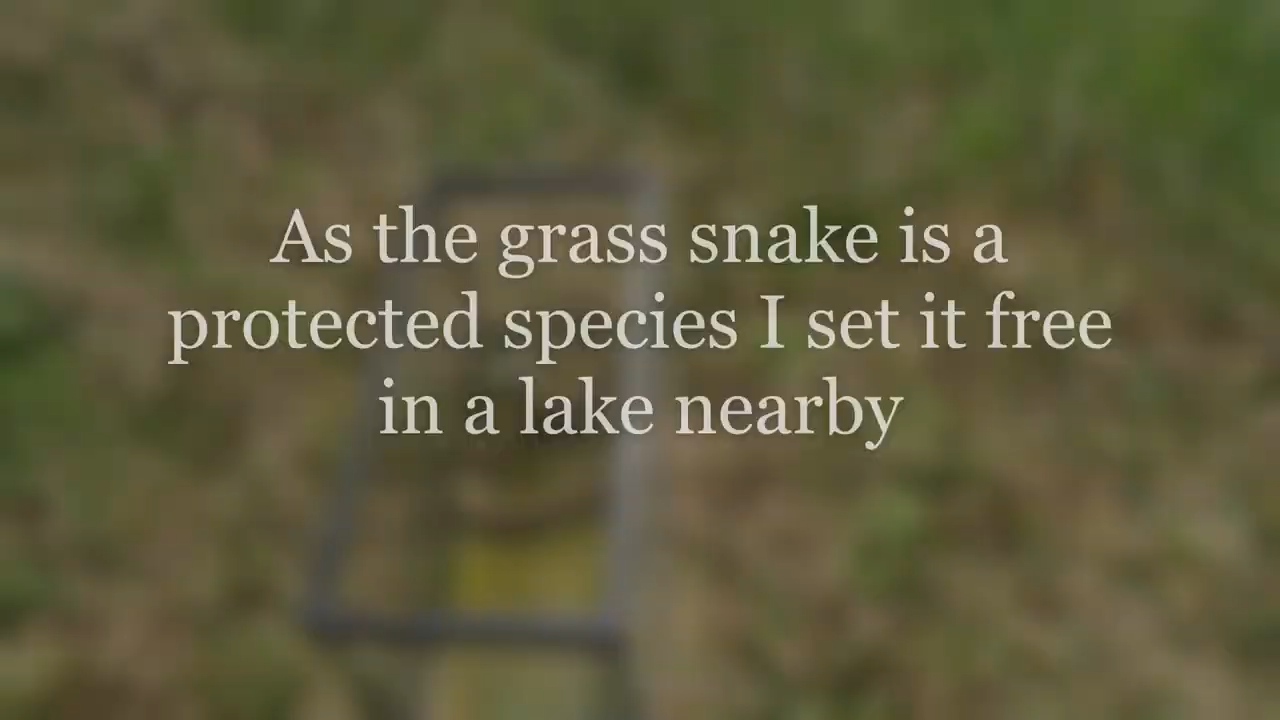 As the grass snake is a
protected species I set it free
in a lake nearby